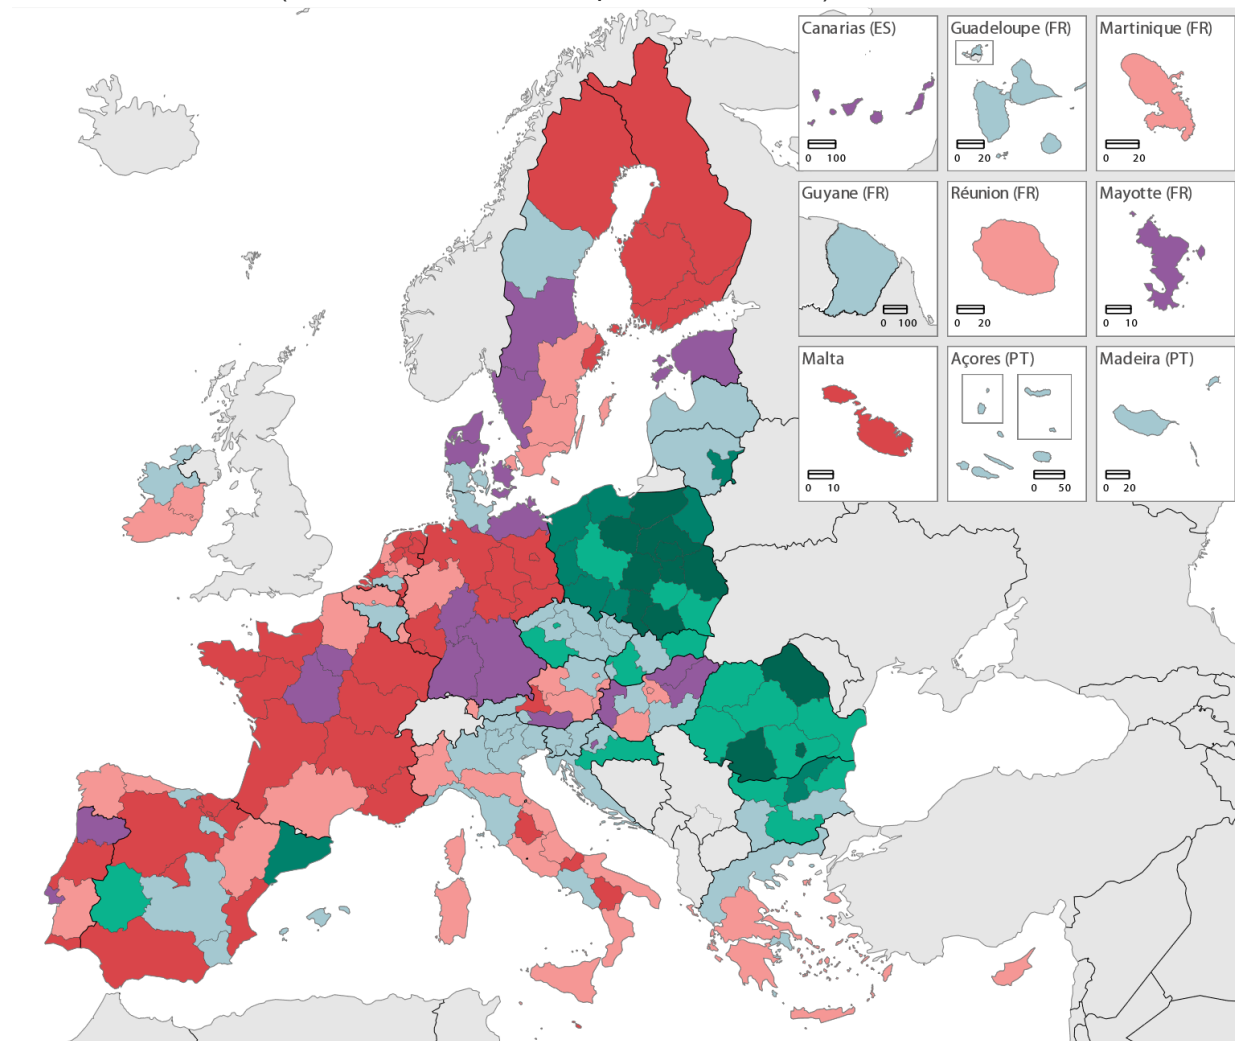 Canarias (ES)
0 100
Guadeloupe (FR)
0 20
Martinique (FR)
0 20
Guyane (FR)
0 100
Réunion (FR)
0 20
Mayotte (FR)
0 10
Malta
0 10
Açores (PT)
0 50
Madeira (PT)
0 20